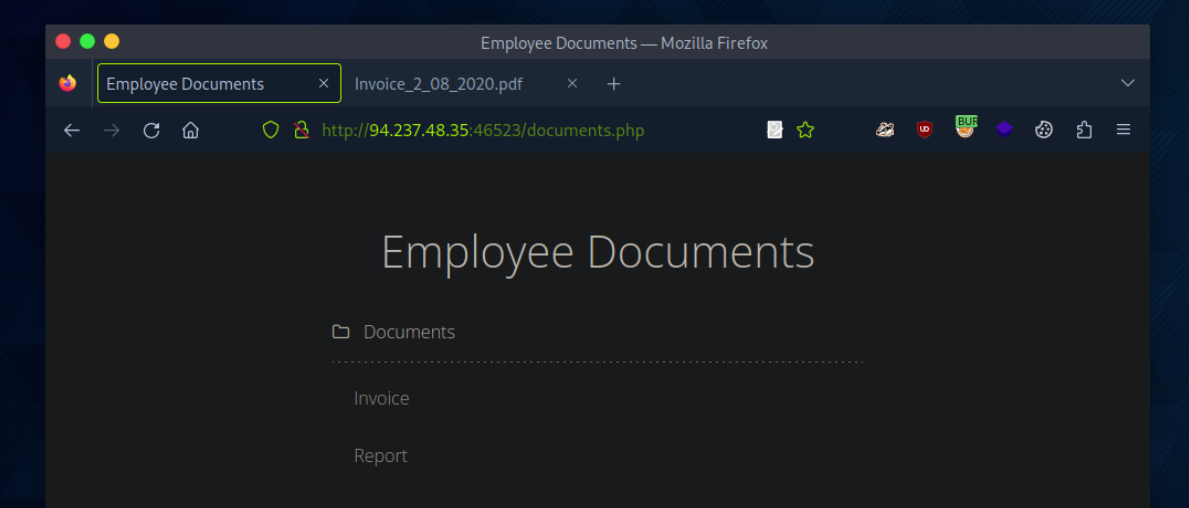 Employee Documents — Mozilla Firefox
Employee Documents Invoice_2_08_2020.pdf
http://94.237.48.35:46523/documents.php BUR
Employee Documents
Documents
Invoice
Report